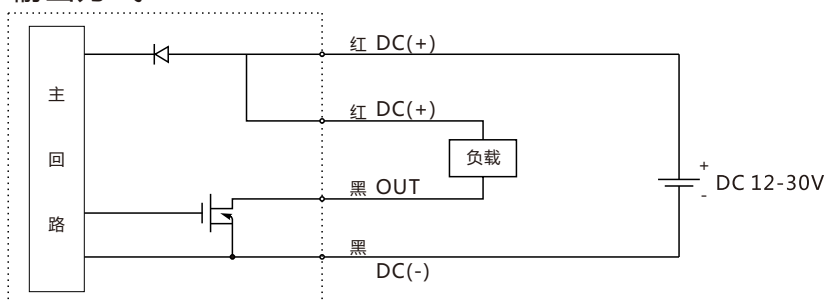 红 DC(+)
主
红 DC(+)
回
负载
+
DC 12-30V
-
黑 OUT
路
黑
DC(-)